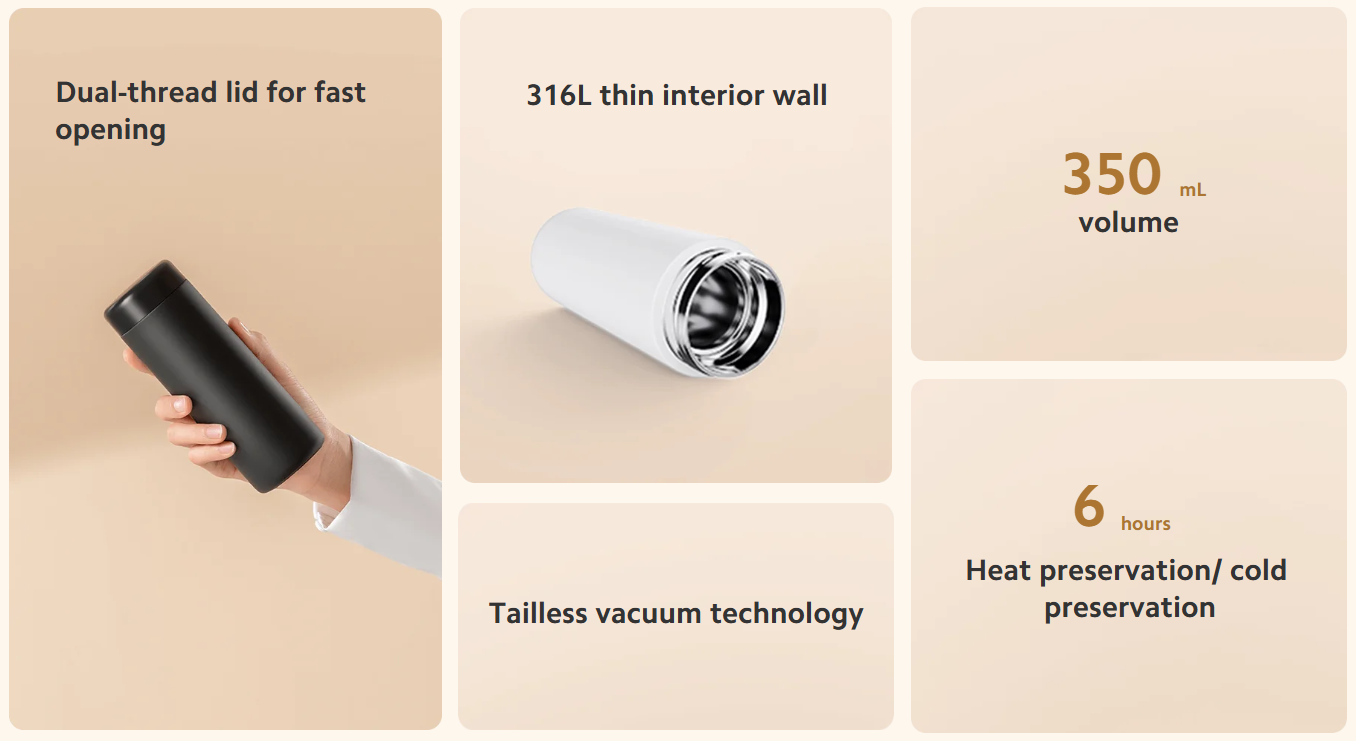 Dual-thread lid for fast
opening
316L thin interior wall
Tailless vacuum technology
350 mL
volume
6 hours
Heat preservation/ cold
preservation